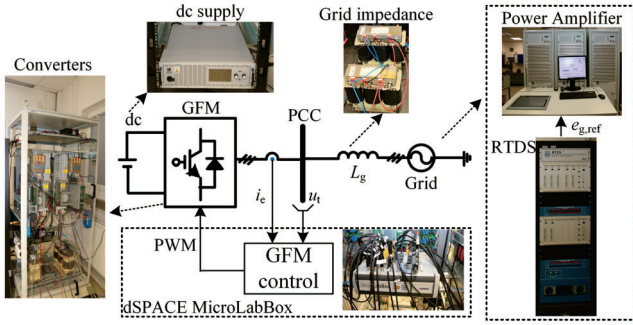 dc supply
Grid impedance
Power Amplifier
Converters
dc
GFM
PCC
RTDS
e_g,ref
L_g
Grid
i_e
u_t
PWM
GFM
control
dSPACE MicroLabBox